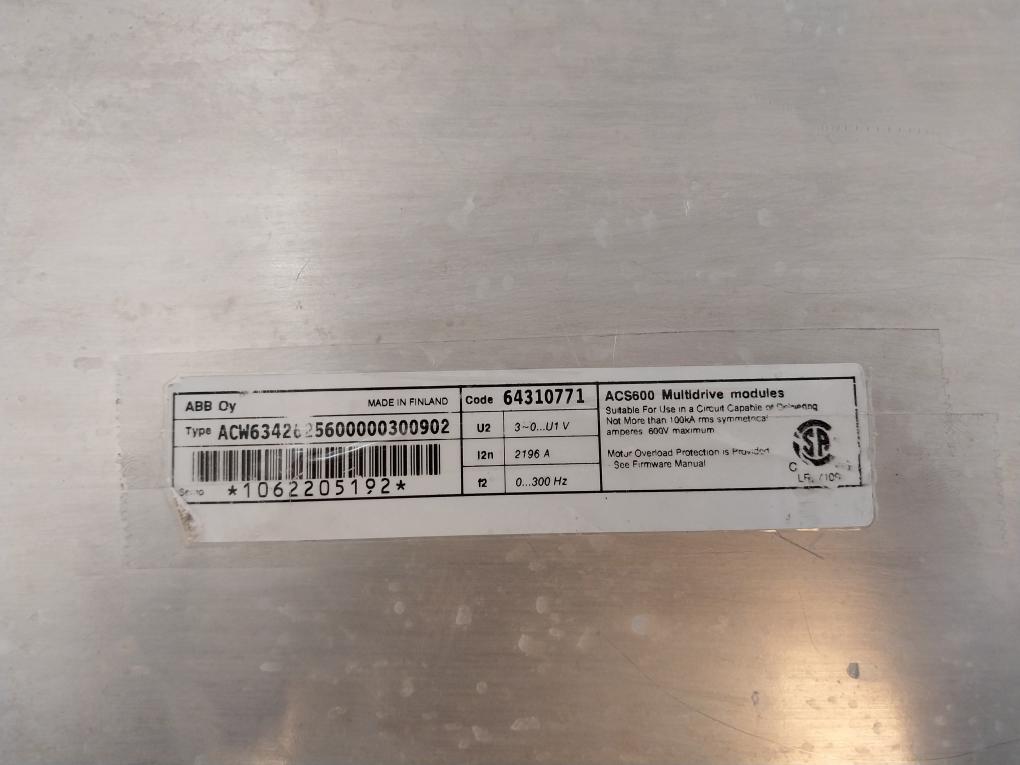 ABB Oy MADE IN FINLAND
Type
*1062205192*
Code 64310771
U2 3~0...U1 V
I2n 2196 A
f2 0...300 Hz
ACS600 Multidrive modules
Suitable For Use in a Circuit Capable of Delivering
Not More than 100kA rms symmetrical
amperes 600V maximum
Motor Overload Protection is Provided
- See Firmware Manual